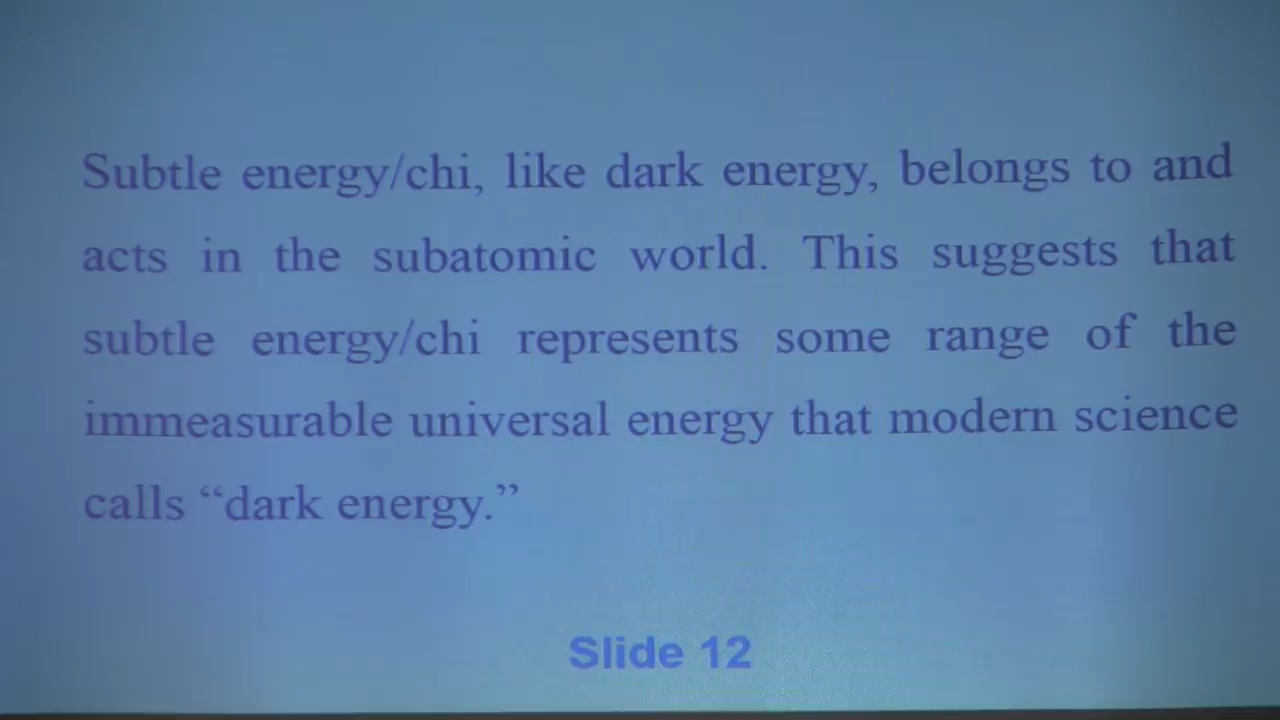 Subtle energy/chi, like dark energy, belongs to and
acts in the subatomic world. This suggests that
subtle energy/chi represents some range of the
immeasurable universal energy that modern science
calls “dark energy.”
Slide 12